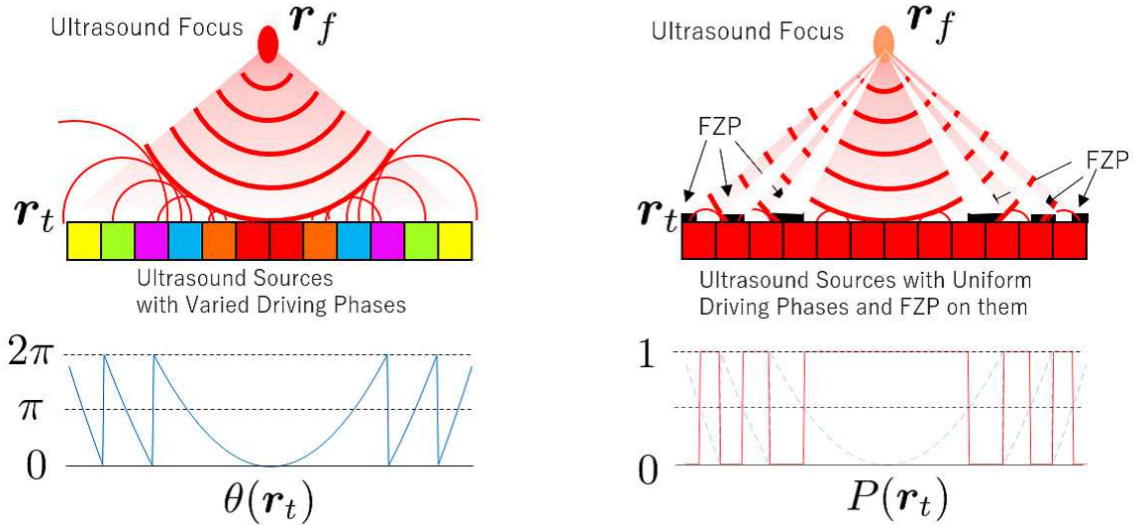 Ultrasound Focus
r_f
r_t
Ultrasound Sources
with Varied Driving Phases
2π
π
0
θ(r_t)
Ultrasound Focus
r_f
FZP
FZP
r_t
Ultrasound Sources with Uniform
Driving Phases and FZP on them
1
0
P(r_t)